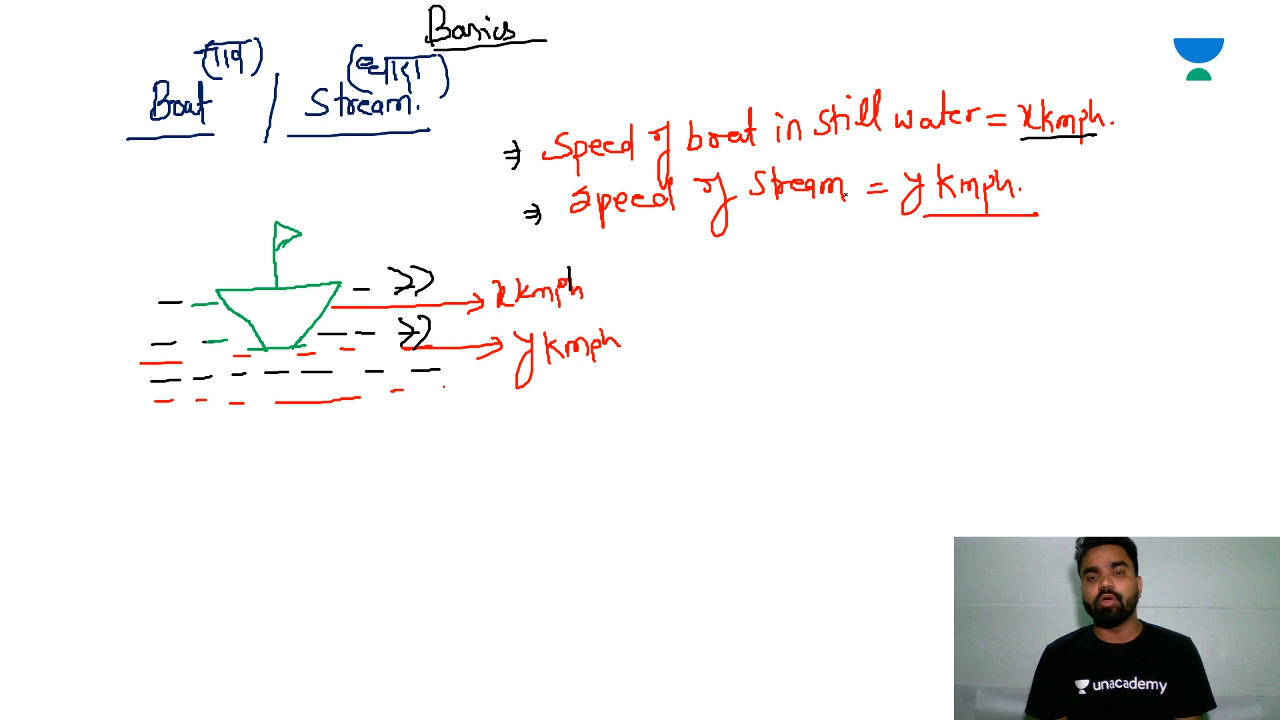 Basics
(नाव) (धारा)
Boat / Stream.
⇒ Speed of boat in still water = x kmph.
⇒ Speed of stream = y kmph.
x kmph
y kmph
unacademy